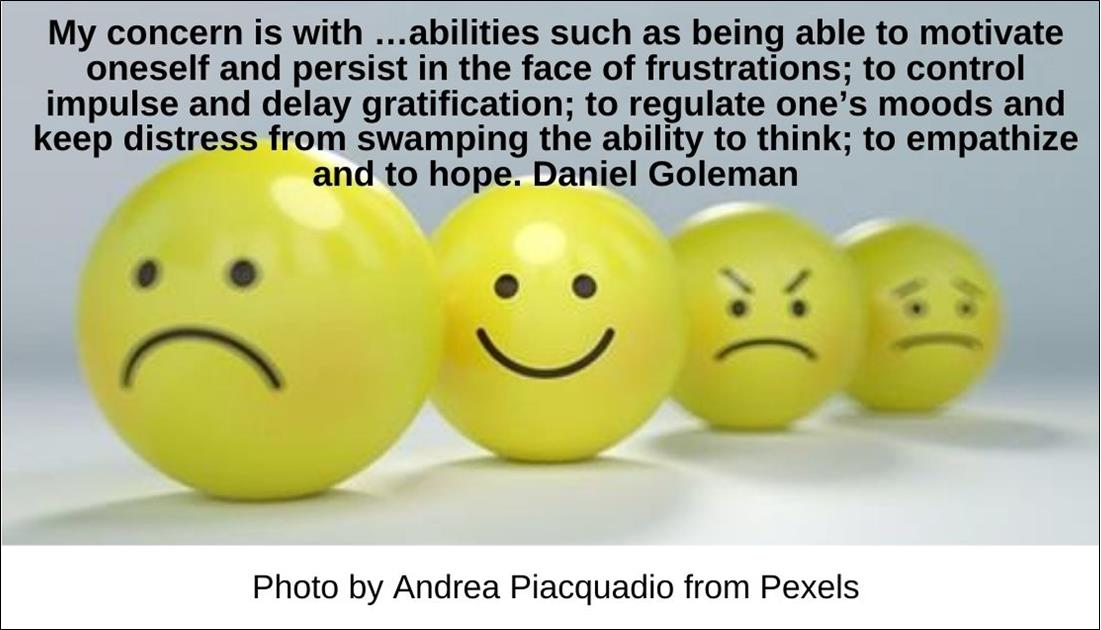 My concern is with …abilities such as being able to motivate
oneself and persist in the face of frustrations; to control
impulse and delay gratification; to regulate one’s moods and
keep distress from swamping the ability to think; to empathize
and to hope. Daniel Goleman
Photo by Andrea Piacquadio from Pexels